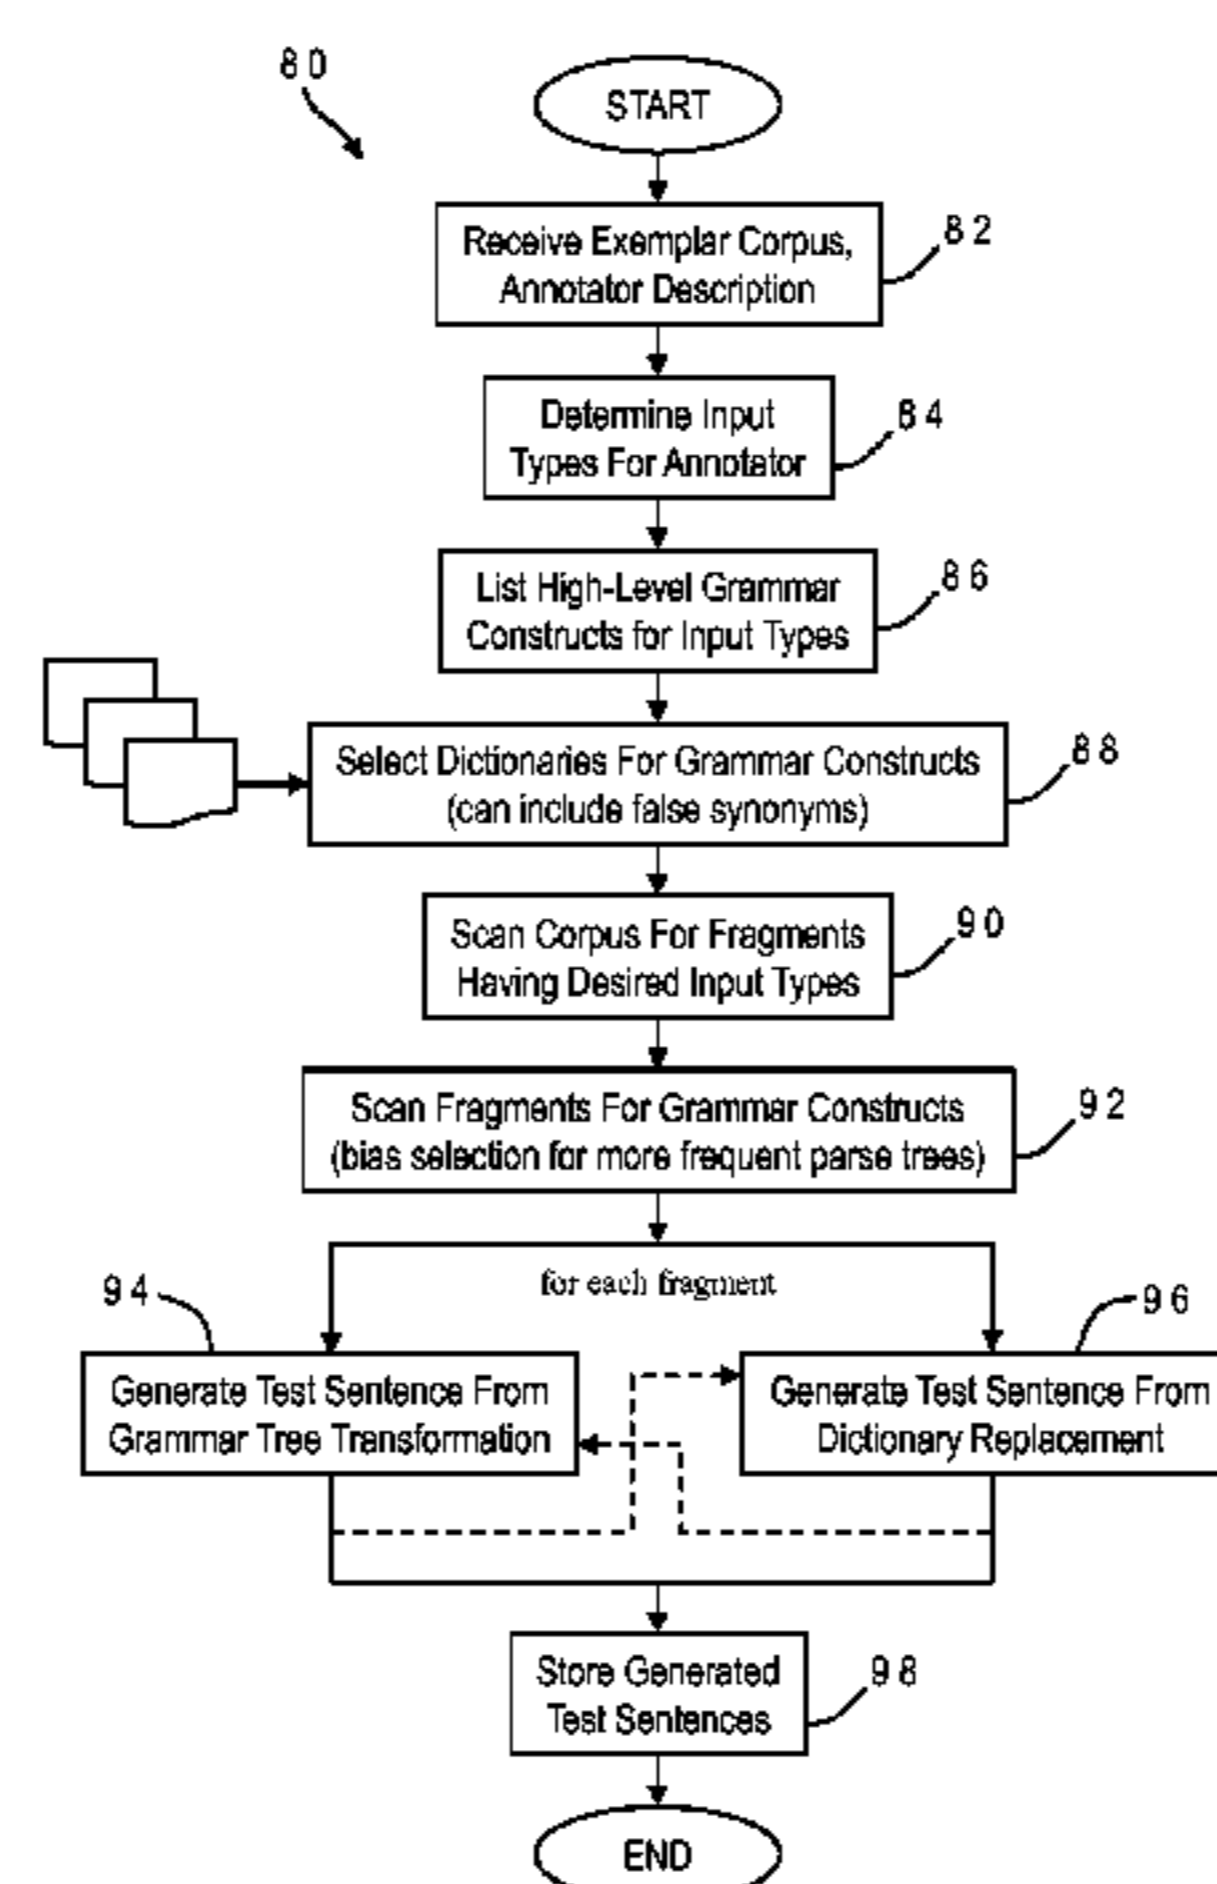 80
START
Receive Exemplar Corpus,
Annotator Description
82
Determine Input
Types For Annotator
84
List High-Level Grammar
Constructs for Input Types
86
Select Dictionaries For Grammar Constructs
(can include false synonyms)
88
Scan Corpus For Fragments
Having Desired Input Types
90
Scan Fragments For Grammar Constructs
(bias selection for more frequent parse trees)
92
for each fragment
94
Generate Test Sentence From
Grammar Tree Transformation
96
Generate Test Sentence From
Dictionary Replacement
Store Generated
Test Sentences
98
END